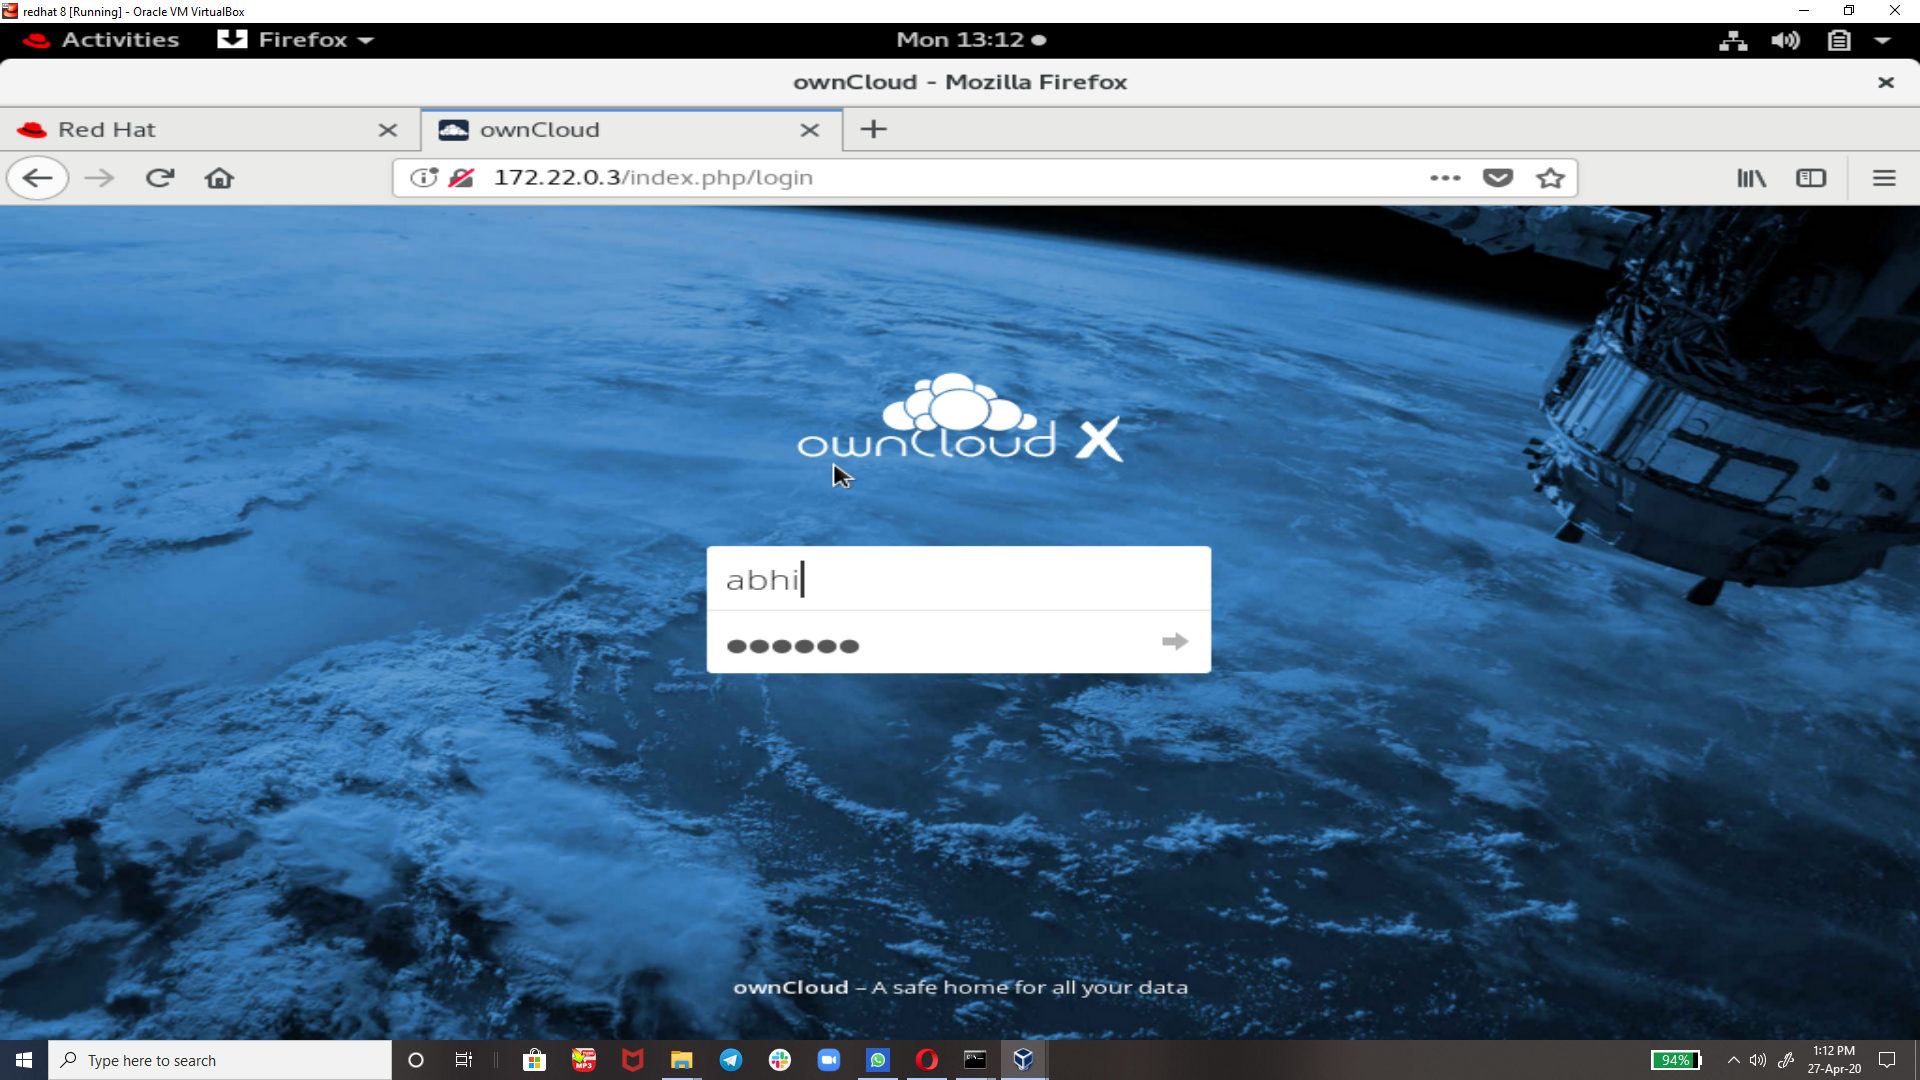 redhat 8 [Running] - Oracle VM VirtualBox
Activities Firefox Mon 13:12
ownCloud - Mozilla Firefox
Red Hat ownCloud
172.22.0.3/index.php/login
ownCloud X
abhi
ownCloud – A safe home for all your data
Type here to search
MP3
94%
1:12 PM
27-Apr-20